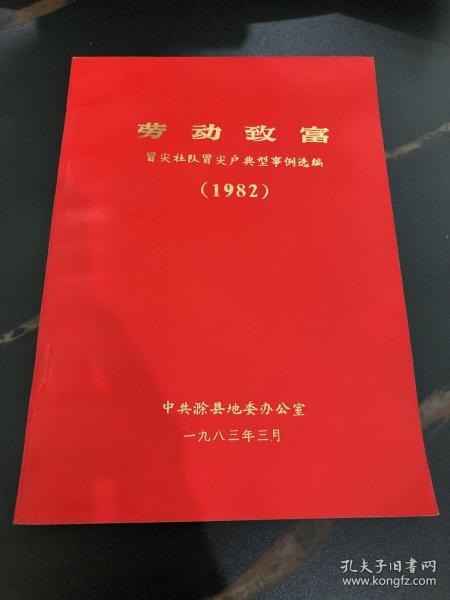 劳动致富
冒尖社队冒尖户典型事例选编
(1982)
中共滁县地委办公室
一九八三年三月
孔夫子旧书网
www.kongfz.com